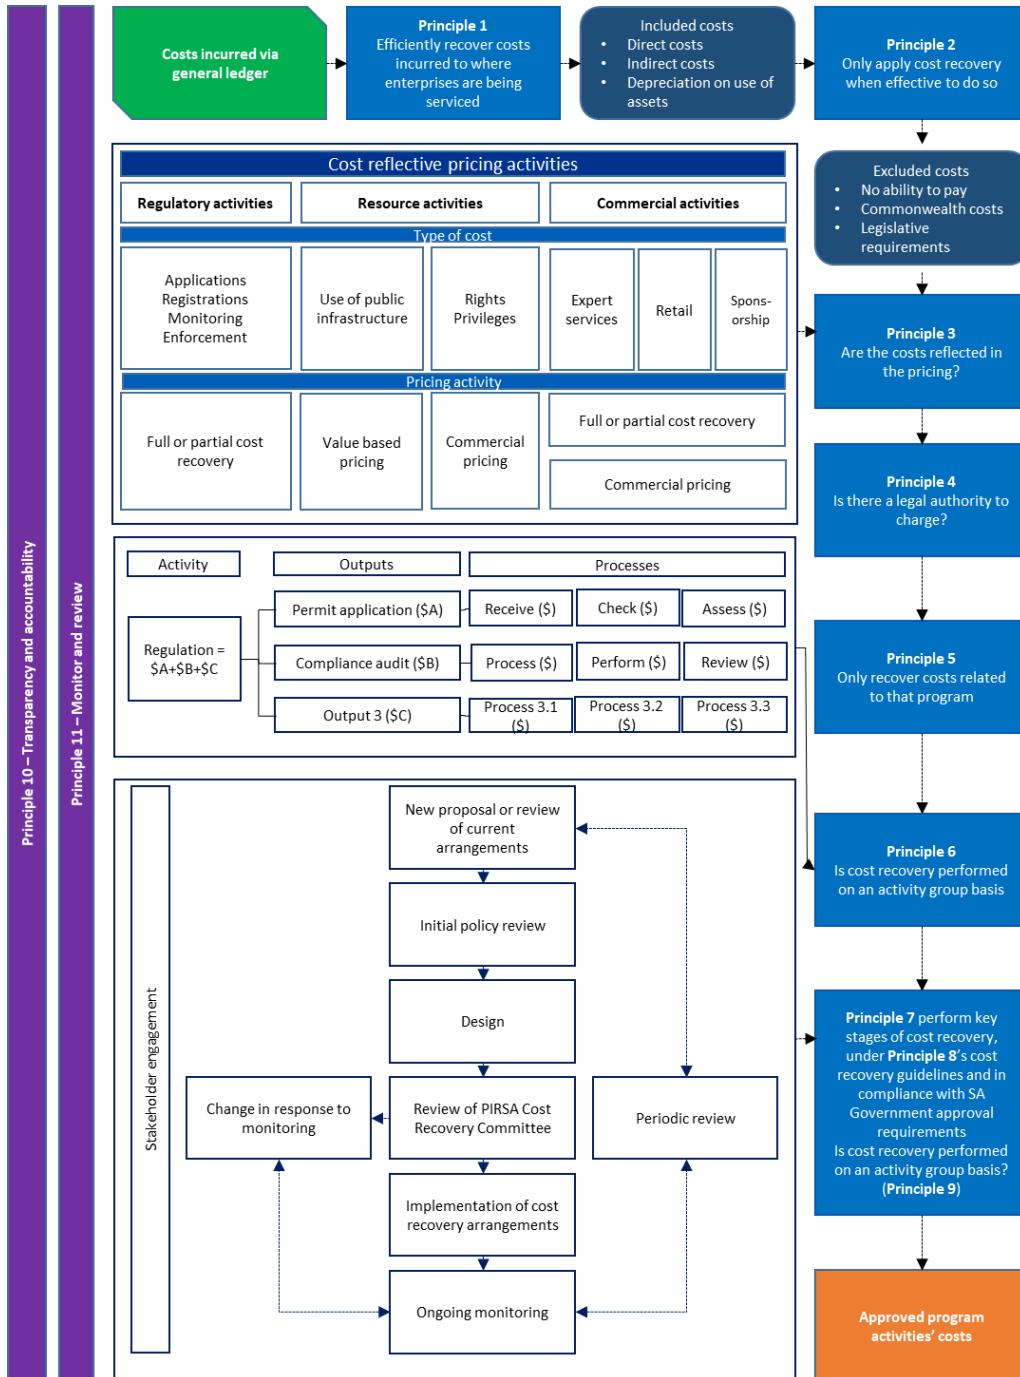 Principle 10 – Transparency and accountability
Principle 11 – Monitor and review
Costs incurred via
general ledger
Principle 1
Efficiently recover costs
incurred to where
enterprises are being
serviced
Included costs
• Direct costs
• Indirect costs
• Depreciation on use of
assets
Principle 2
Only apply cost recovery
when effective to do so
Excluded costs
• No ability to pay
• Commonwealth costs
• Legislative
requirements
Cost reflective pricing activities
Regulatory activities
Resource activities
Commercial activities
Type of cost
Applications
Registrations
Monitoring
Enforcement
Use of public
infrastructure
Rights
Privileges
Expert
services
Retail
Spons-
orship
Pricing activity
Full or partial cost
recovery
Value based
pricing
Commercial
pricing
Full or partial cost recovery
Commercial pricing
Principle 3
Are the costs reflected in
the pricing?
Principle 4
Is there a legal authority to
charge?
Activity
Outputs
Processes
Regulation =
$A+$B+$C
Permit application ($A)
Receive ($)
Check ($)
Assess ($)
Compliance audit ($B)
Process ($)
Perform ($)
Review ($)
Output 3 ($C)
Process 3.1
($)
Process 3.2
($)
Process 3.3
($)
Principle 5
Only recover costs related
to that program
Principle 6
Is cost recovery performed
on an activity group basis
Stakeholder engagement
New proposal or review
of current
arrangements
Initial policy review
Design
Change in response to
monitoring
Review of PIRSA Cost
Recovery Committee
Periodic review
Implementation of cost
recovery arrangements
Ongoing monitoring
Principle 7 perform key
stages of cost recovery,
under Principle 8's cost
recovery guidelines and in
compliance with SA
Government approval
requirements
Is cost recovery performed
on an activity group basis?
(Principle 9)
Approved program
activities' costs